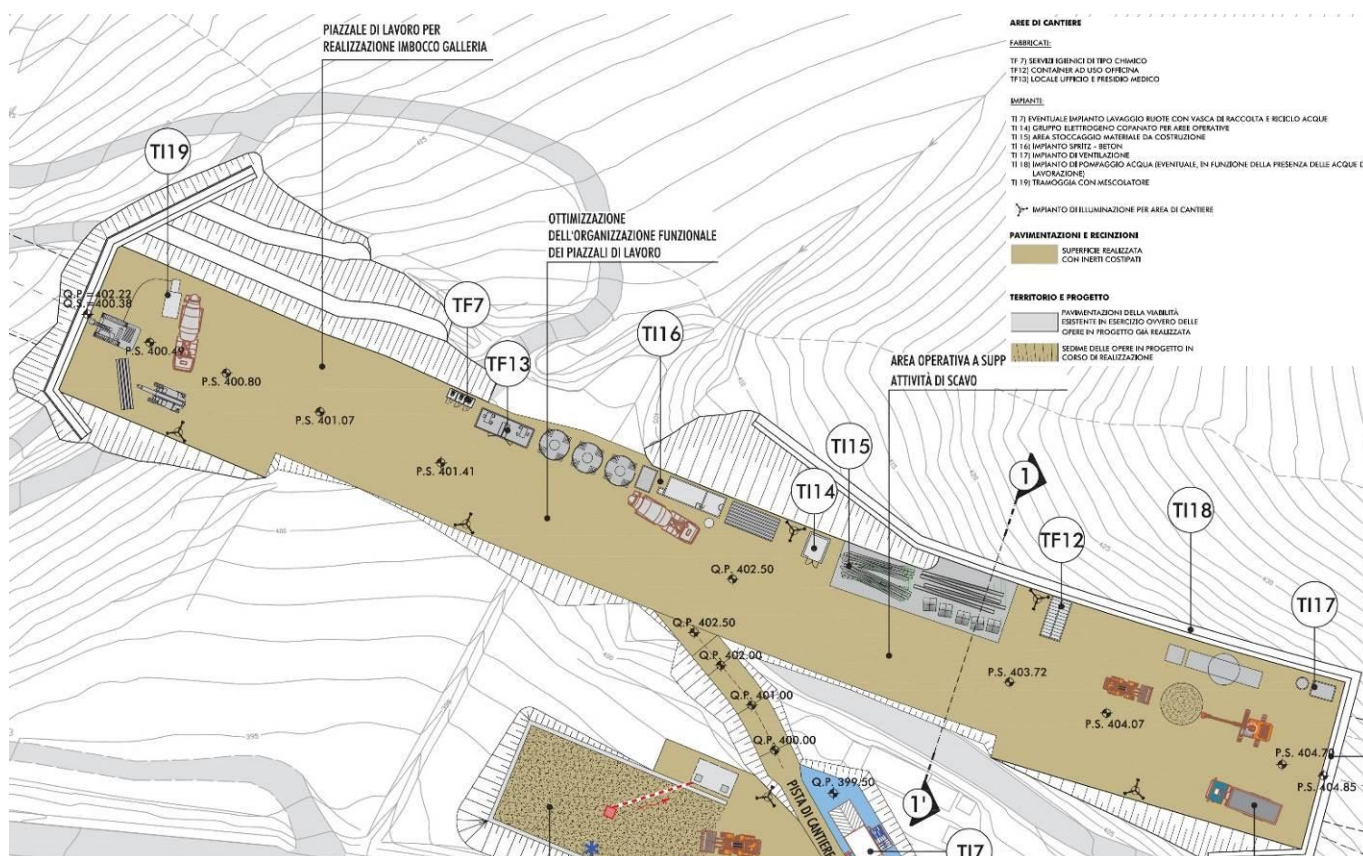 PIAZZALE DI LAVORO PER
REALIZZAZIONE IMBOCCO GALLERIA
AREE DI CANTIERE
FABBRICATI:
TF 7) SERVIZI IGIENICI DI TIPO CHIMICO
TF12) CONTAINER AD USO OFFICINA
TF13) LOCALE UFFICIO E PRESIDIO MEDICO
IMPIANTI:
TI 7) EVENTUALE IMPIANTO LAVAGGIO RUOTE CON VASCA DI RACCOLTA E RICICLO ACQUE
TI 14) GRUPPO ELETTROGENO COFANATO PER AREE OPERATIVE
TI 15) AREA STOCCAGGIO MATERIALE DA COSTRUZIONE
TI 16) IMPIANTO SPRITZ - BETON
TI 17) IMPIANTO DI VENTILAZIONE
TI 18) IMPIANTO DI POMPAGGIO ACQUA (EVENTUALE, IN FUNZIONE DELLA PRESENZA DELLE ACQUE D
LAVORAZIONE)
TI 19) TRAMOGGIA CON MESCOLATORE
IMPIANTO DI ILLUMINAZIONE PER AREA DI CANTIERE
PAVIMENTAZIONI E RECINZIONI
SUPERFICIE REALIZZATA
CON INERTI COSTIPATI
TERRITORIO E PROGETTO
PAVIMENTAZIONI DELLA VIABILITÀ
ESISTENTE IN ESERCIZIO OVVERO DELLE
OPERE IN PROGETTO GIÀ REALIZZATA
SEDIME DELLE OPERE IN PROGETTO IN
CORSO DI REALIZZAZIONE
TI19
OTTIMIZZAZIONE
DELL'ORGANIZZAZIONE FUNZIONALE
DEI PIAZZALI DI LAVORO
Q.P.=402.22
Q.S.=400.38
TF7
TI16
P.S. 400.49
P.S. 400.80
TF13
AREA OPERATIVA A SUPP
ATTIVITÀ DI SCAVO
P.S. 401.07
P.S. 401.41
TI15
1
TI14
TI18
TF12
Q.P. 402.50
TI17
Q.P. 402.50
Q.P. 402.00
P.S. 403.72
Q.P. 401.00
P.S. 404.07
395
Q.P. 400.00
P.S. 404.70
Q.P. 399.50
P.S. 404.85
PISTA DI CANTIERE
1'
TI7